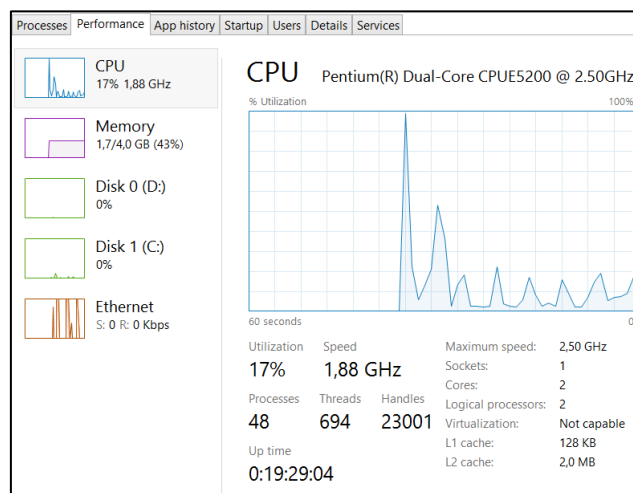 Processes Performance App history Startup Users Details Services
CPU
17% 1,88 GHz
Memory
1,7/4,0 GB (43%)
Disk 0 (D:)
0%
Disk 1 (C:)
0%
Ethernet
S: 0 R: 0 Kbps
CPU Pentium(R) Dual-Core CPUE5200 @ 2.50GHz
% Utilization 100%
60 seconds 0
Utilization Speed
17% 1,88 GHz
Processes Threads Handles
48 694 23001
Up time
0:19:29:04
Maximum speed: 2,50 GHz
Sockets: 1
Cores: 2
Logical processors: 2
Virtualization: Not capable
L1 cache: 128 KB
L2 cache: 2,0 MB